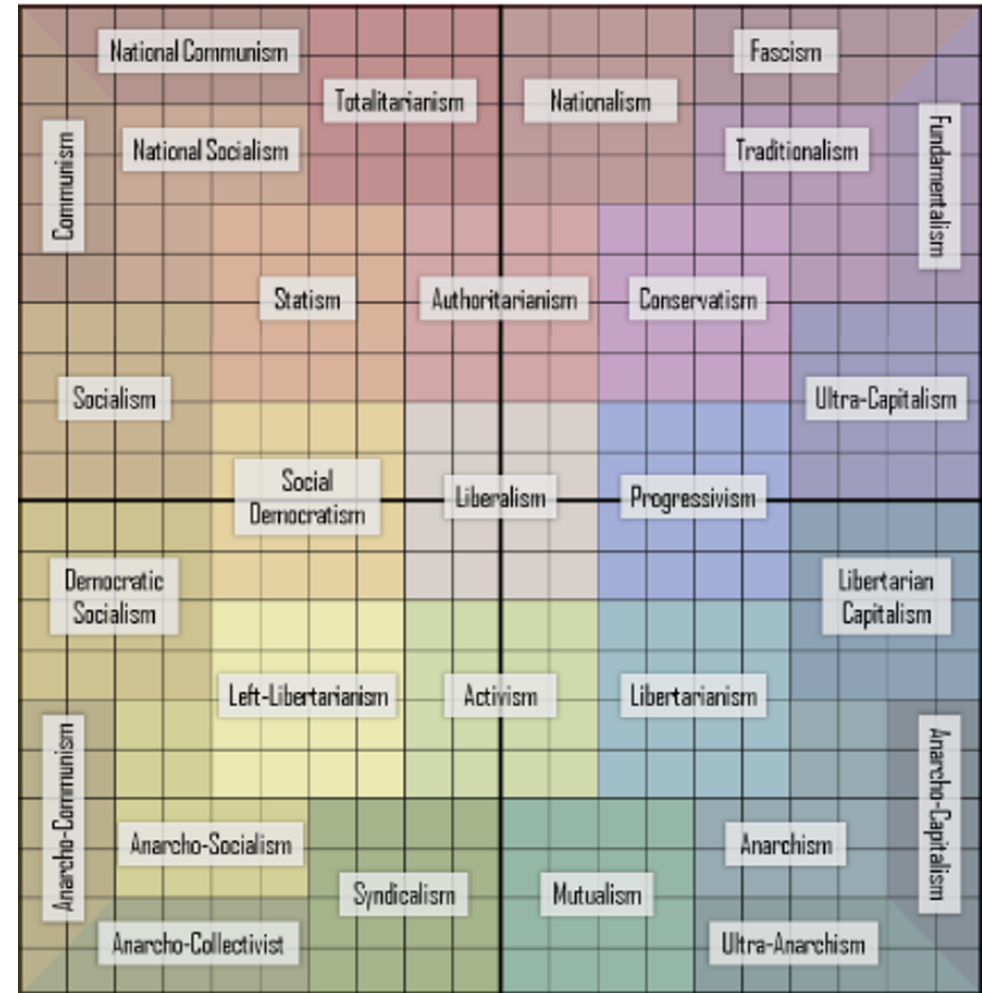 National Communism
Fascism
Totalitarianism
Nationalism
National Socialism
Traditionalism
Communism
Fundamentalism
Statism
Authoritarianism
Conservatism
Socialism
Ultra-Capitalism
Social
Democratism
Liberalism
Progressivism
Democratic
Socialism
Libertarian
Capitalism
Left-Libertarianism
Activism
Libertarianism
Anarcho-Communism
Anarcho-Capitalism
Anarcho-Socialism
Anarchism
Syndicalism
Mutualism
Anarcho-Collectivist
Ultra-Anarchism